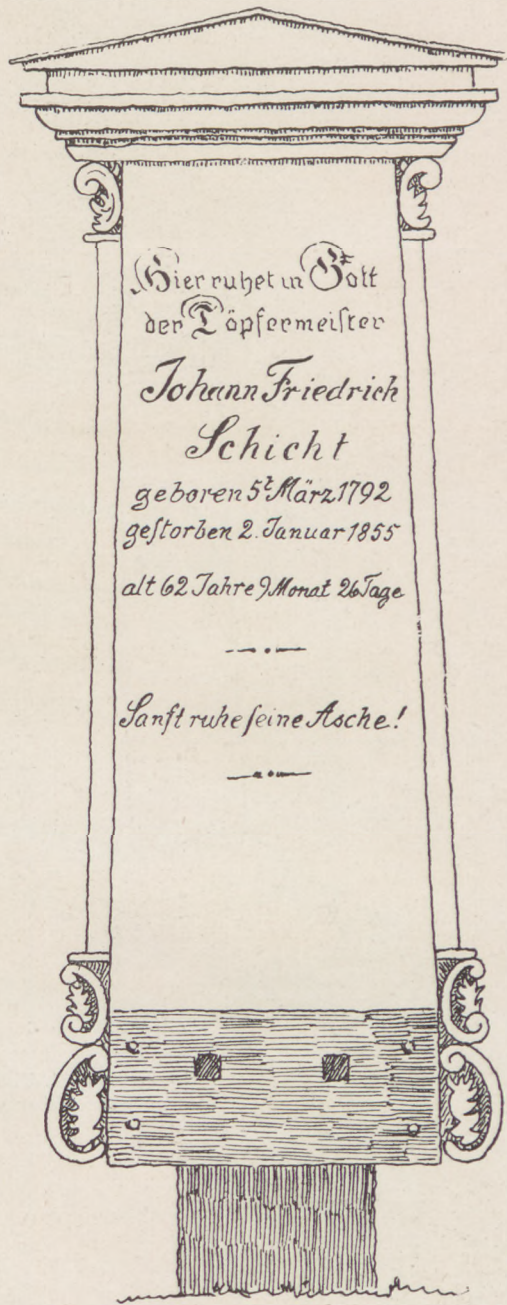 Hier ruhet in Gott
der Töpfermeiſter
Johann Friedrich
Schicht
geboren 5t März 1792
geſtorben 2. Januar 1855
alt 62 Jahre 9 Monat 26 Tage
Sanft ruhe ſeine Asche!